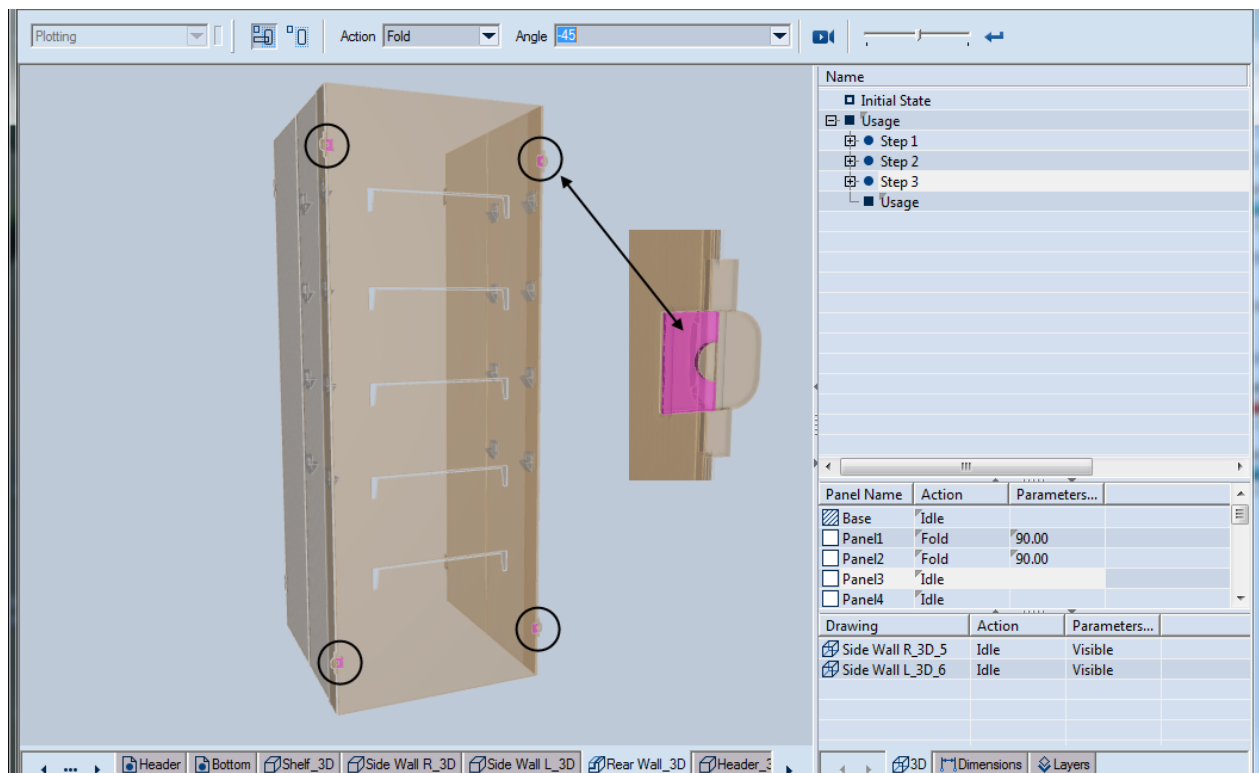 Plotting Action Fold Angle -45
Name
Initial State
Usage
Step 1
Step 2
Step 3
Usage
Panel Name Action Parameters...
Base Idle
Panel1 Fold 90.00
Panel2 Fold 90.00
Panel3 Idle
Panel4 Idle
Drawing Action Parameters...
Side Wall R_3D_5 Idle Visible
Side Wall L_3D_6 Idle Visible
Header Bottom Shelf_3D Side Wall R_3D Side Wall L_3D Rear Wall_3D Header_3 3D Dimensions Layers